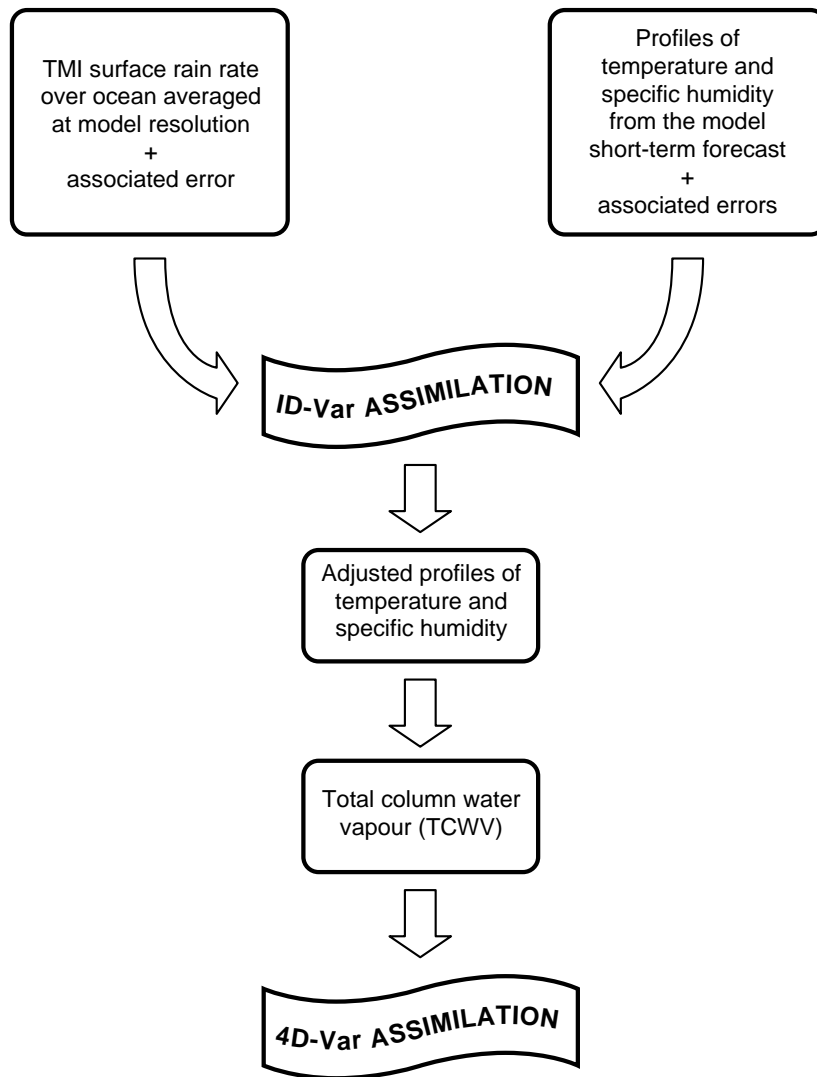 TMI surface rain rate
over ocean averaged
at model resolution
+
associated error
Profiles of
temperature and
specific humidity
from the model
short-term forecast
+
associated errors
ID-Var ASSIMILATION
Adjusted profiles of
temperature and
specific humidity
Total column water
vapour (TCWV)
4D-Var ASSIMILATION